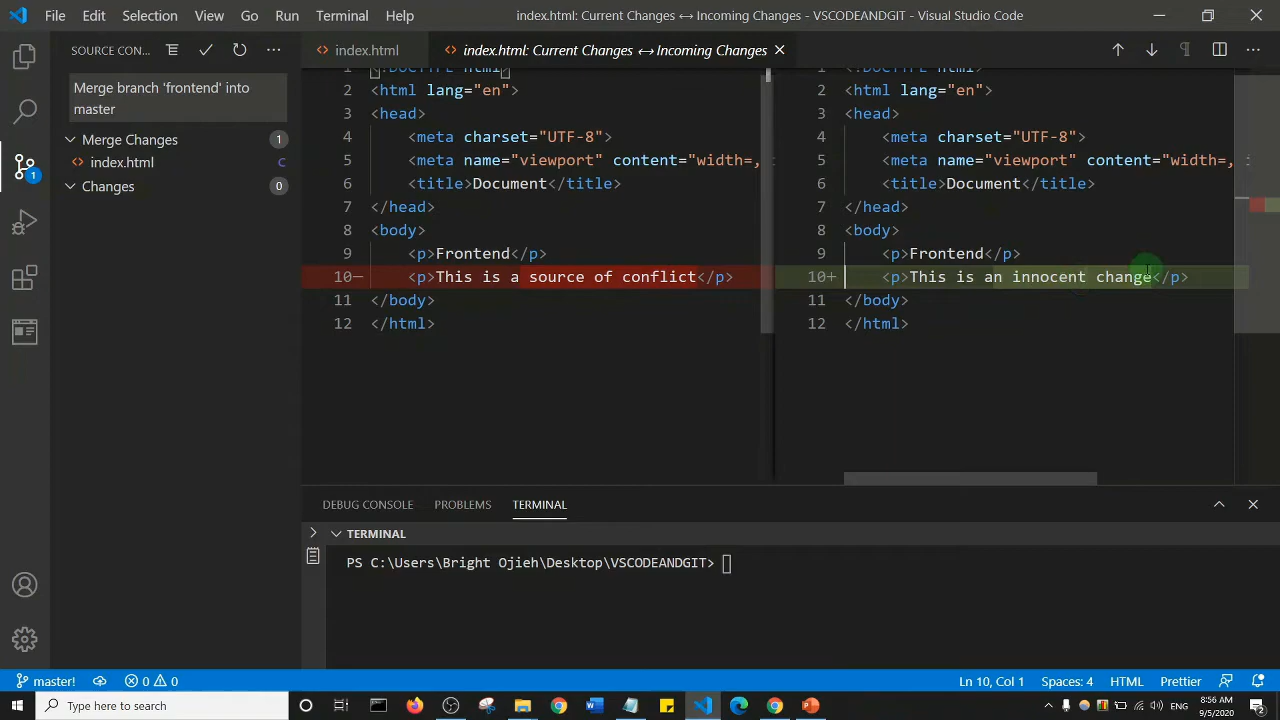 File Edit Selection View Go Run Terminal Help
index.html: Current Changes ↔ Incoming Changes - VSCODEANDGIT - Visual Studio Code
SOURCE CON...
index.html
index.html: Current Changes ↔ Incoming Changes
Merge branch 'frontend' into
master
Merge Changes 1
index.html C
Changes 0
1
1
2 <html lang="en">
3 <head>
4 <meta charset="UTF-8">
5 <meta name="viewport" content="width=,
6 <title>Document</title>
7 </head>
8 <body>
9 <p>Frontend</p>
10− <p>This is a source of conflict</p>
11 </body>
12 </html>
1 <!DOCTYPE html>
2 <html lang="en">
3 <head>
4 <meta charset="UTF-8">
5 <meta name="viewport" content="width=,
6 <title>Document</title>
7 </head>
8 <body>
9 <p>Frontend</p>
10+ <p>This is an innocent change</p>
11 </body>
12 </html>
DEBUG CONSOLE PROBLEMS TERMINAL
TERMINAL
PS C:\Users\Bright Ojieh\Desktop\VSCODEANDGIT>
master! 0 0
Ln 10, Col 1 Spaces: 4 HTML Prettier
Type here to search
8:56 AM
9/5/2020
2